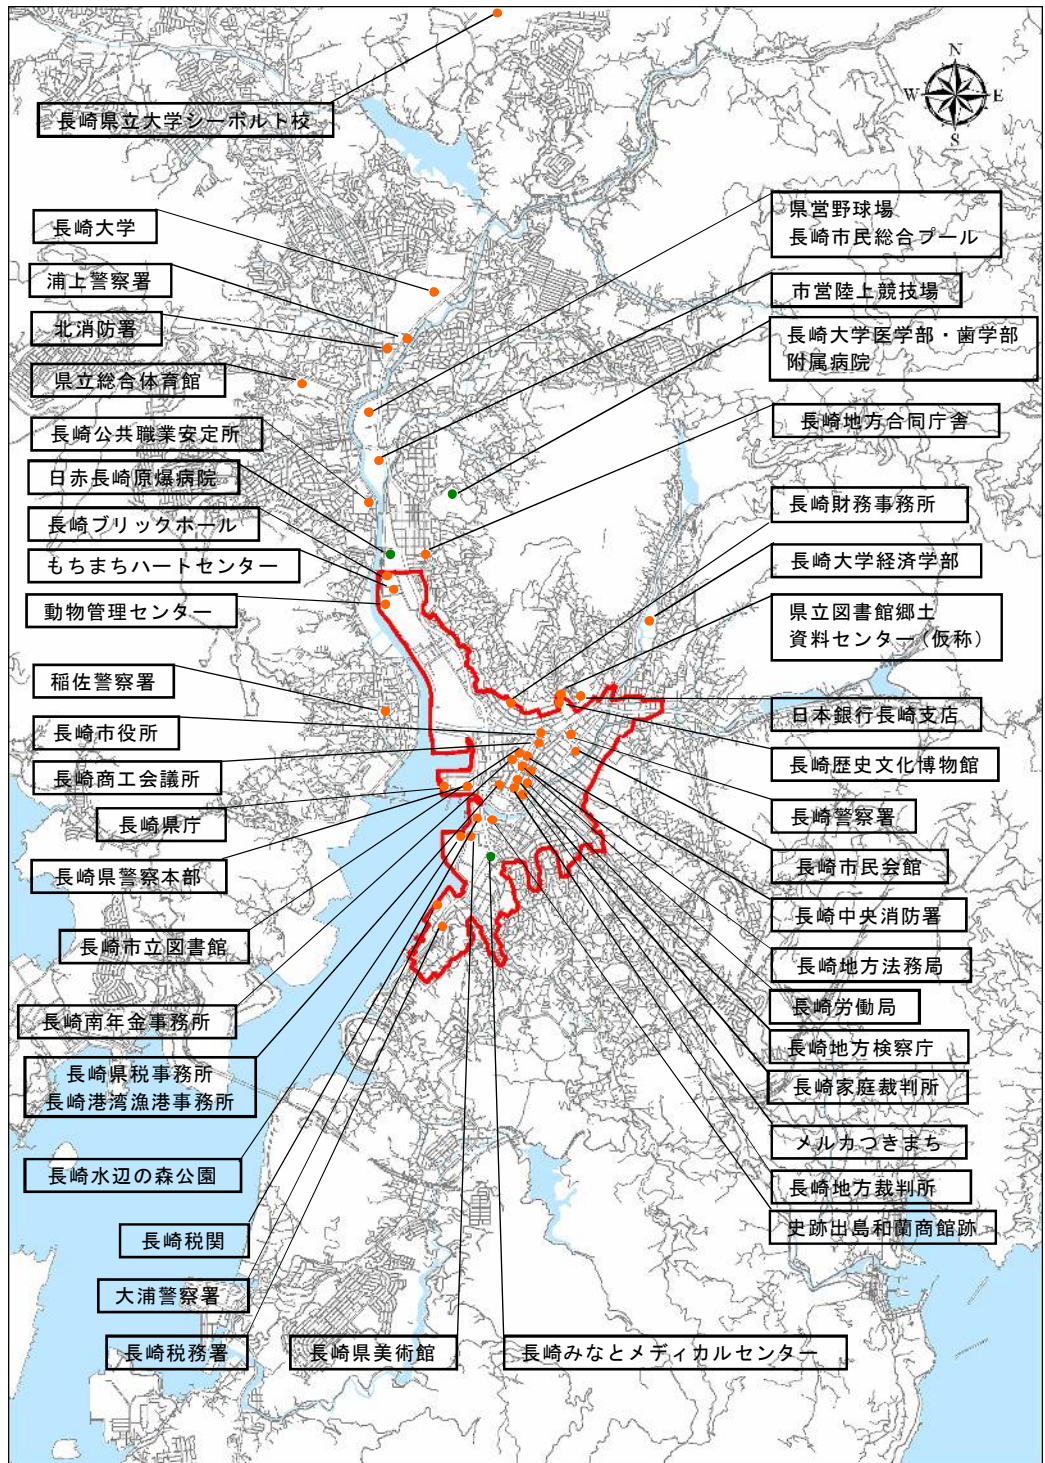 N
W
E
S
長崎県立大学シーボルト校
長崎大学
浦上警察署
北消防署
県立総合体育館
長崎公共職業安定所
日赤長崎原爆病院
長崎ブリックホール
もりまちハートセンター
動物管理センター
稲佐警察署
長崎市役所
長崎商工会議所
長崎県庁
長崎県警察本部
長崎市立図書館
長崎南年金事務所
長崎県税事務所
長崎港湾漁港事務所
長崎水辺の森公園
長崎税関
大浦警察署
長崎税務署
長崎県美術館
長崎みなとメディカルセンター
県営野球場
長崎市民総合プール
市営陸上競技場
長崎大学医学部・歯学部
附属病院
長崎地方合同庁舎
長崎財務事務所
長崎大学経済学部
県立図書館郷土
資料センター（仮称）
日本銀行長崎支店
長崎歴史文化博物館
長崎警察署
長崎市民会館
長崎中央消防署
長崎地方法務局
長崎労働局
長崎地方検察庁
長崎家庭裁判所
メルカつきまち
長崎地方裁判所
史跡出島和蘭商館跡